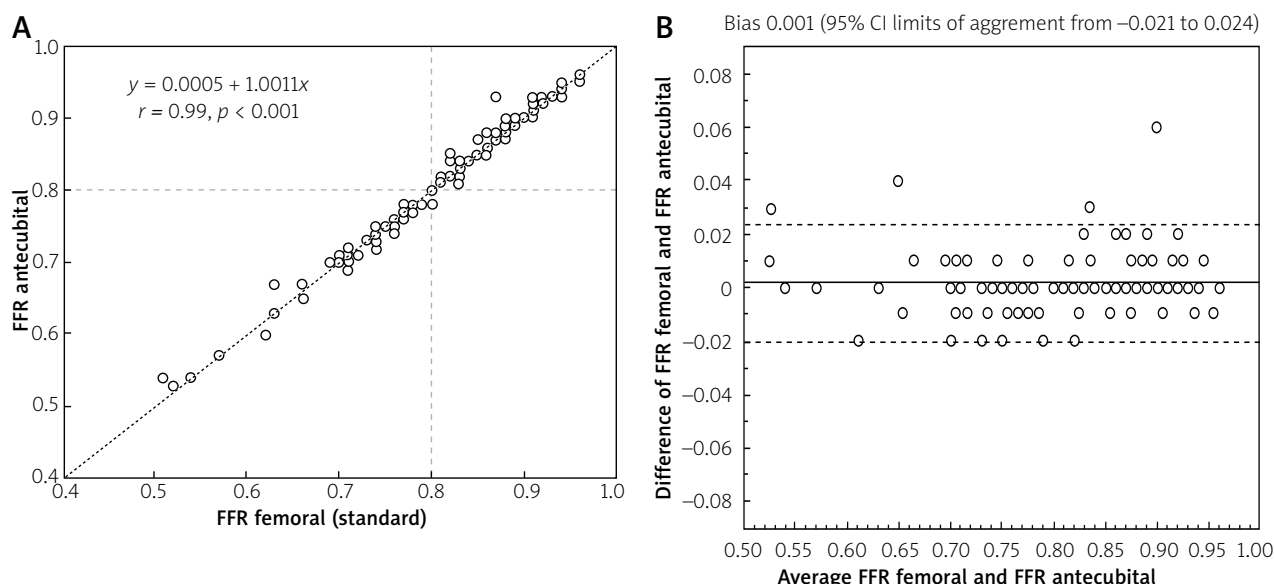 A
1.0
0.9
0.8
0.7
0.6
0.5
0.4
FFR antecubital
y = 0.0005 + 1.0011x
r = 0.99, p < 0.001
0.4 0.5 0.6 0.7 0.8 0.9 1.0
FFR femoral (standard)
B
Bias 0.001 (95% CI limits of aggrement from –0.021 to 0.024)
0.08
0.06
0.04
0.02
0
–0.02
–0.04
–0.06
–0.08
Difference of FFR femoral and FFR antecubital
0.50 0.55 0.60 0.65 0.70 0.75 0.80 0.85 0.90 0.95 1.00
Average FFR femoral and FFR antecubital